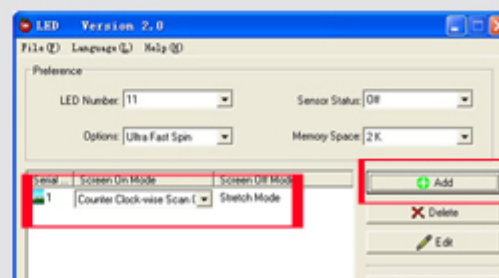 LED Version 2.0
File(F) Language(L) Help(H)
Preference
LED Number: 11
Sensor Status: Off
Options: Ultra Fast Spin
Memory Space: 2 K
Serial ... Screen On Mode Screen Off Mode
1 Counter Clock-wise Scan ( Stretch Mode
Add
Delete
Edit